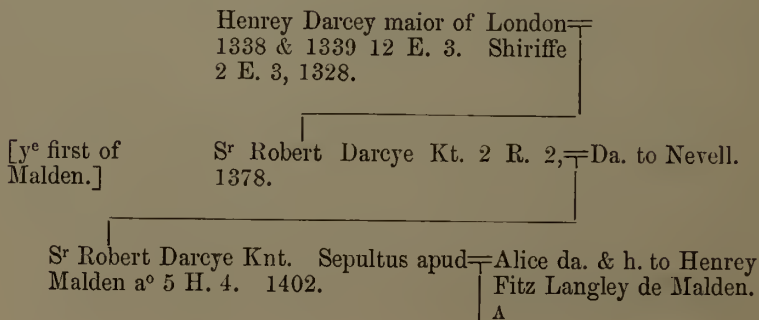 Henrey Darcey maior of London
1338 & 1339 12 E. 3. Shiriffe
2 E. 3, 1328.
[yᵉ first of
Malden.]
Sʳ Robert Darcye Kt. 2 R. 2,
1378.
Da. to Nevell.
Sʳ Robert Darcye Knt. Sepultus apud
Malden aᵒ 5 H. 4. 1402.
Alice da. & h. to Henrey
Fitz Langley de Malden.
A